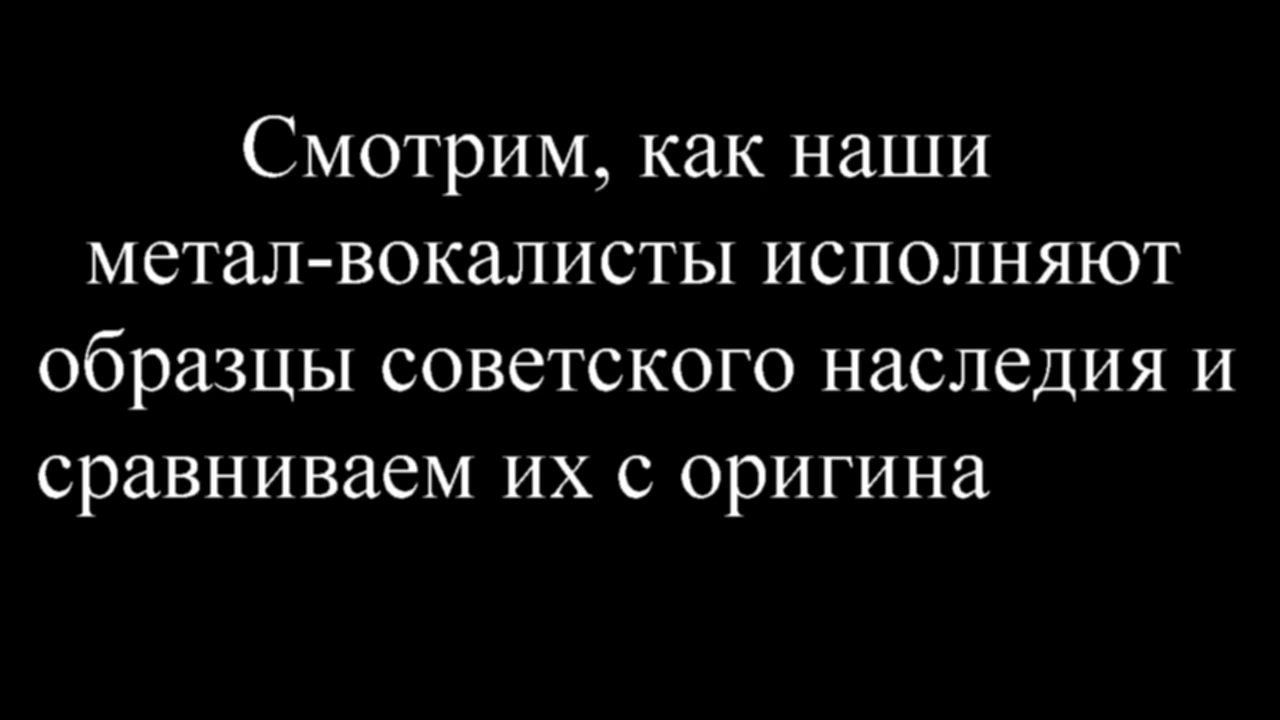 Смотрим, как наши
метал-вокалисты исполняют
образцы советского наследия и
сравниваем их с оригина